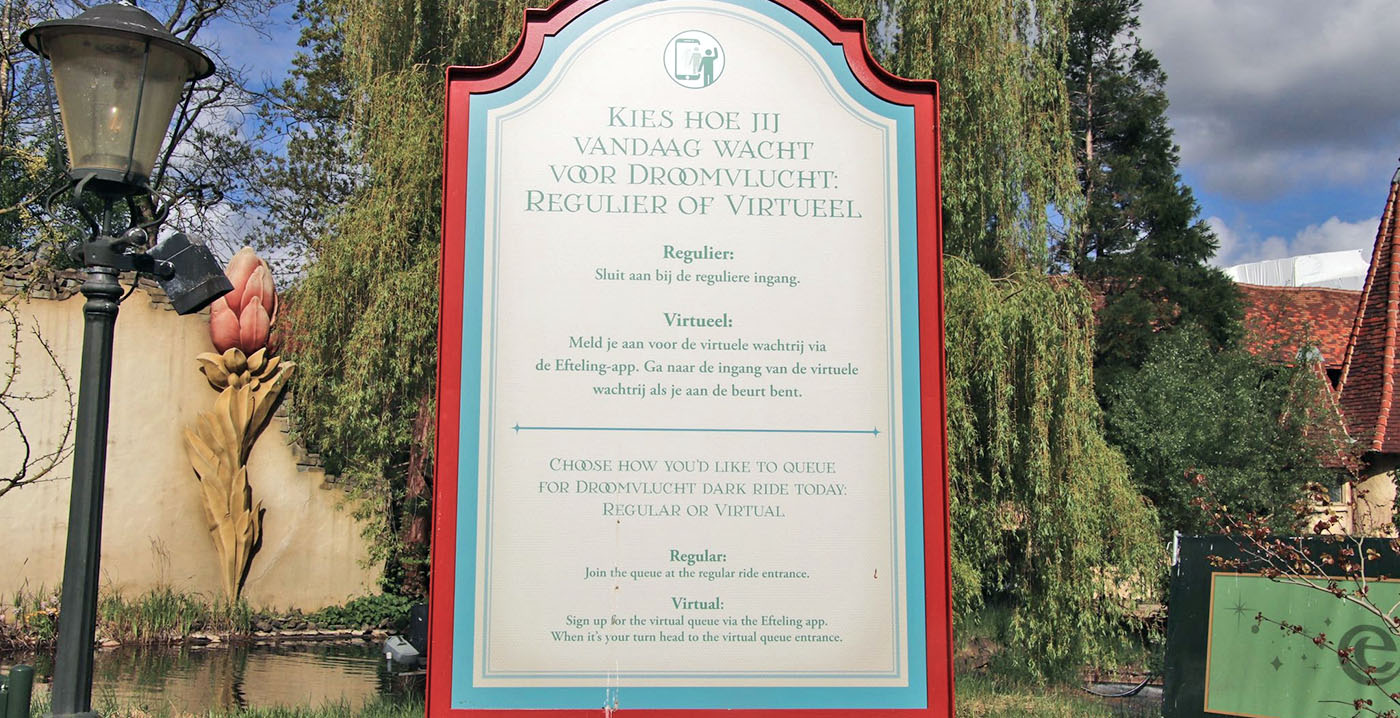 Kies hoe jij
vandaag wacht
voor Droomvlucht:
Regulier of Virtueel
Regulier:
Sluit aan bij de reguliere ingang.
Virtueel:
Meld je aan voor de virtuele wachtrij via
de Efteling-app. Ga naar de ingang van de virtuele
wachtrij als je aan de beurt bent.
Choose how you'd like to queue
for Droomvlucht dark ride today:
Regular or Virtual
Regular:
Join the queue at the regular ride entrance.
Virtual:
Sign up for the virtual queue via the Efteling app.
When it's your turn head to the virtual queue entrance.
e